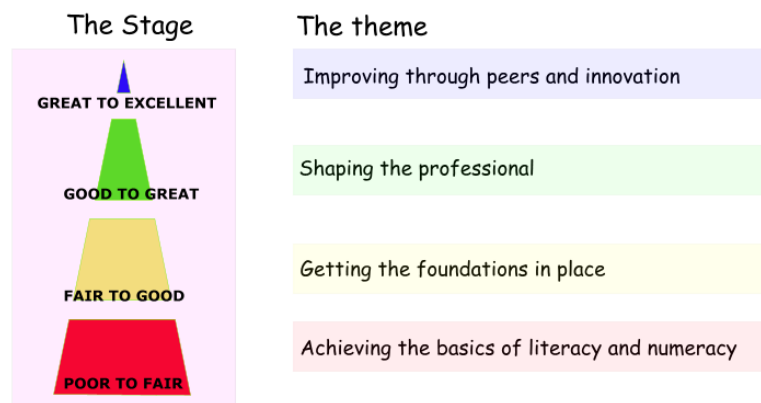 The Stage
The theme
GREAT TO EXCELLENT
Improving through peers and innovation
GOOD TO GREAT
Shaping the professional
FAIR TO GOOD
Getting the foundations in place
POOR TO FAIR
Achieving the basics of literacy and numeracy